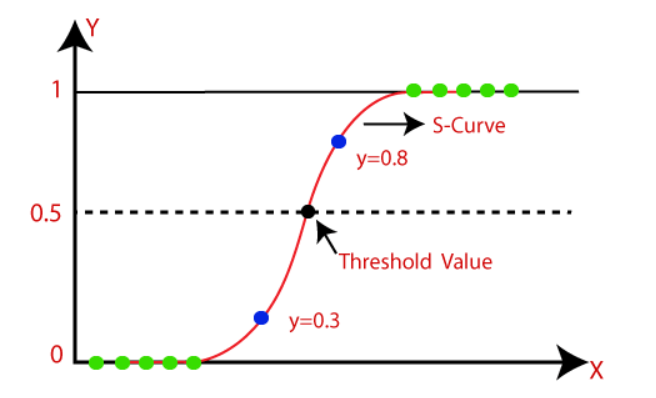 Y
1
S-Curve
y=0.8
0.5
Threshold Value
y=0.3
0
X